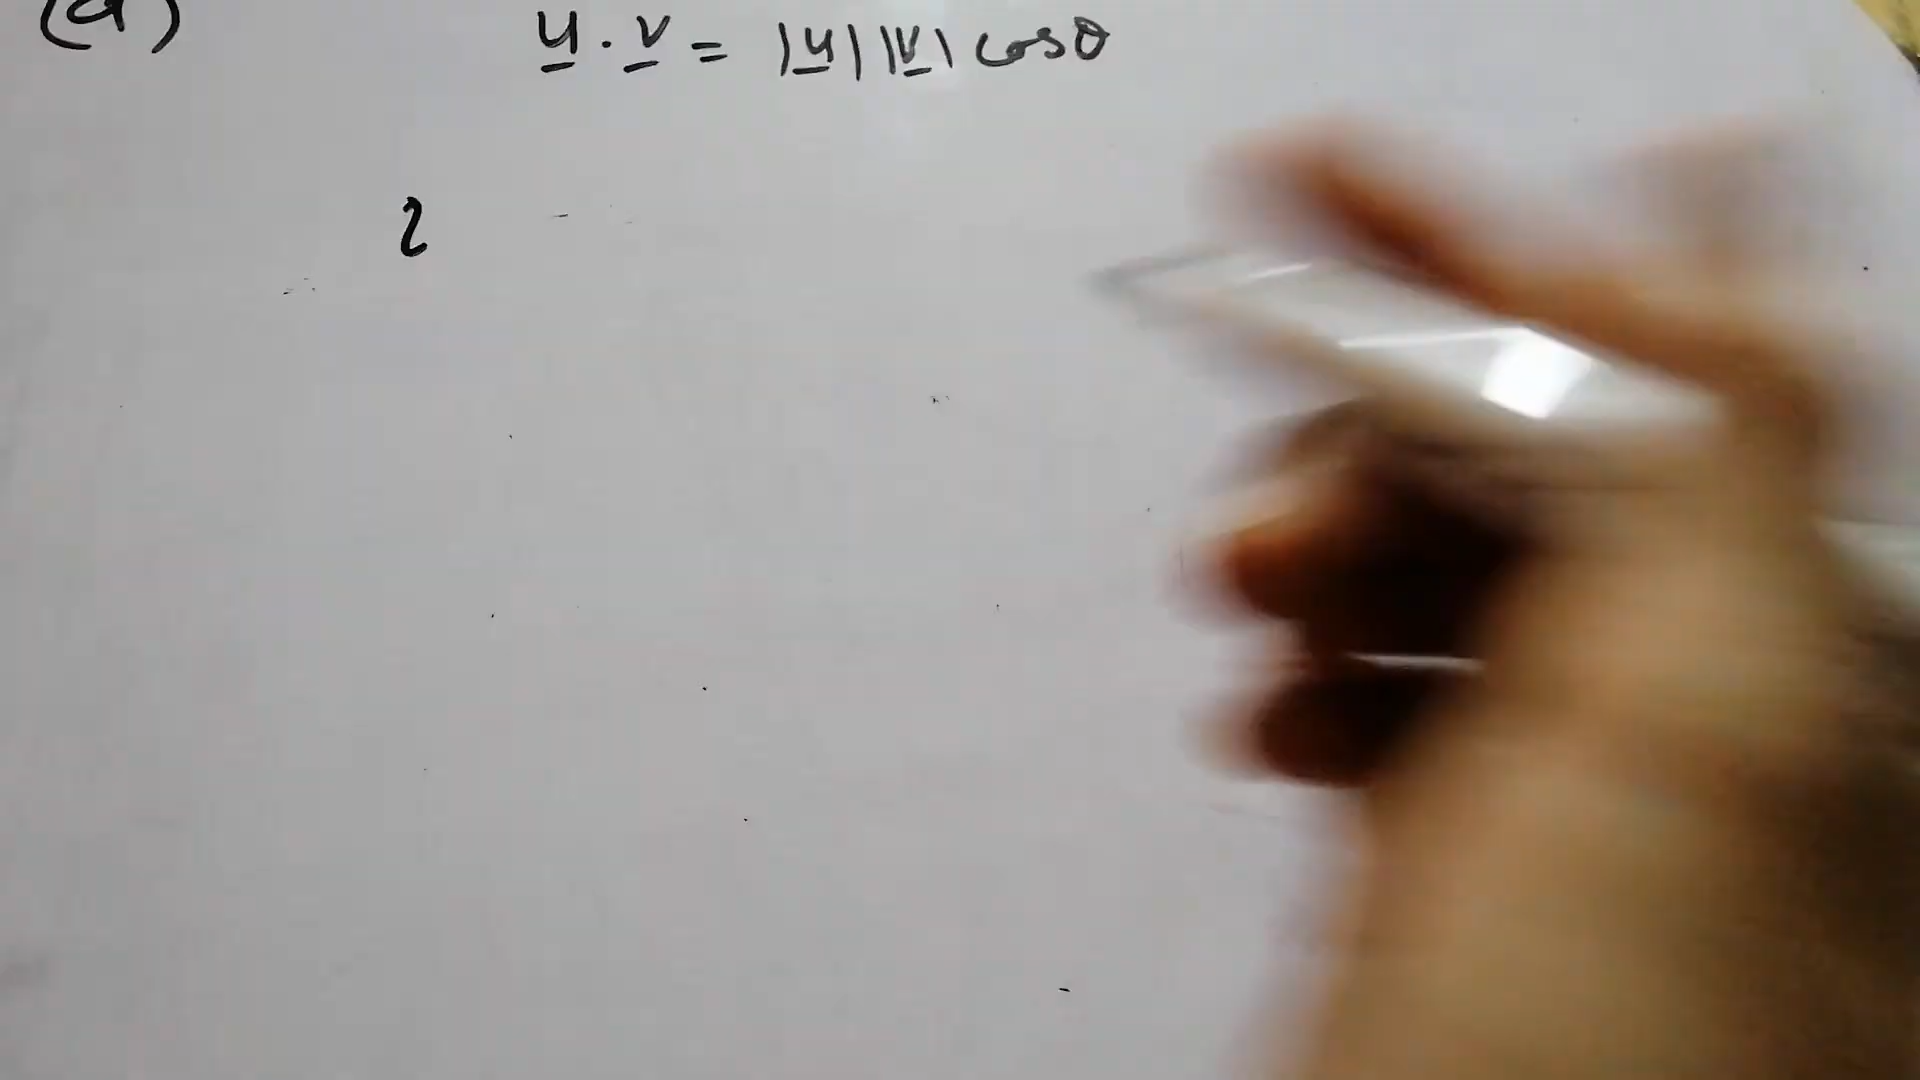 (a) u . v = |u| |v| cosθ
2